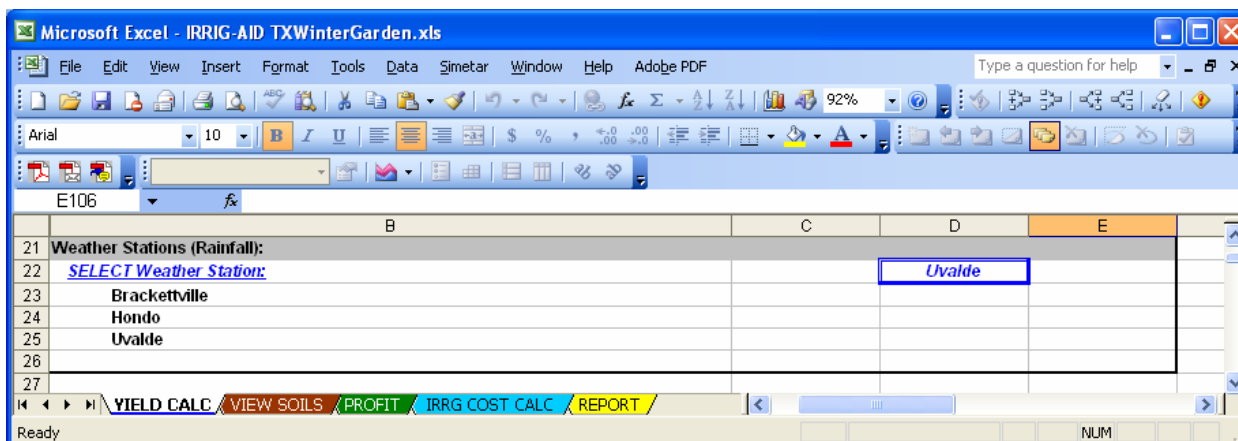 Microsoft Excel - IRRIG-AID TXWinterGarden.xls
File Edit View Insert Format Tools Data Simetar Window Help Adobe PDF Type a question for help
92%
Arial 10 B I U $ % , .00 .00
E106 fx
B C D E
21 Weather Stations (Rainfall):
22 SELECT Weather Station: Uvalde
23 Brackettville
24 Hondo
25 Uvalde
26
27
YIELD CALC VIEW SOILS PROFIT IRRG COST CALC REPORT
Ready NUM